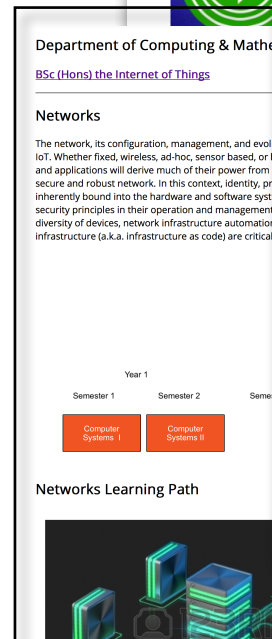 Department of Computing & Mathe
BSc (Hons) the Internet of Things
Networks
The network, its configuration, management, and evol
IoT. Whether fixed, wireless, ad-hoc, sensor based, or
and applications will derive much of their power from
secure and robust network. In this context, identity, pr
inherently bound into the hardware and software syst
security principles in their operation and management
diversity of devices, network infrastructure automation
infrastructure (a.k.a. infrastructure as code) are critical
Year 1
Semester 1 Semester 2 Seme
Computer Computer
Systems I Systems II
Networks Learning Path